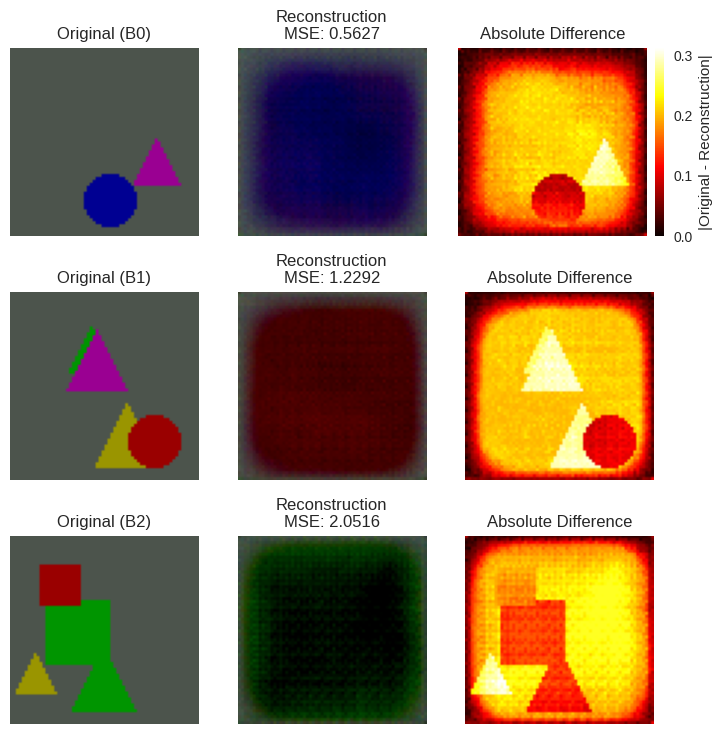 Original (B0)
Reconstruction
MSE: 0.5627
Absolute Difference
0.3
0.2
0.1
0.0
|Original - Reconstruction|
Original (B1)
Reconstruction
MSE: 1.2292
Absolute Difference
Original (B2)
Reconstruction
MSE: 2.0516
Absolute Difference